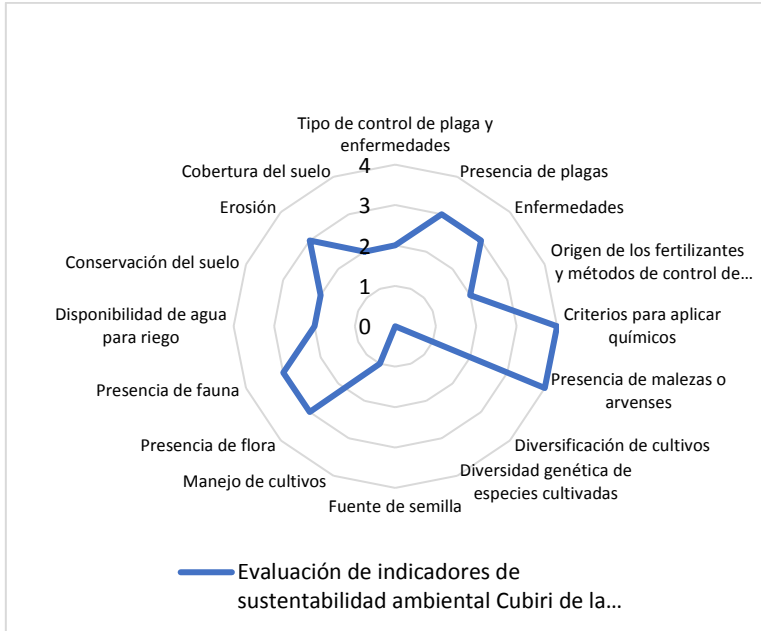 Tipo de control de plaga y
enfermedades
Presencia de plagas
Enfermedades
Origen de los fertilizantes
y métodos de control de...
Criterios para aplicar
químicos
Presencia de malezas o
arvenses
Diversificación de cultivos
Diversidad genética de
especies cultivadas
Fuente de semilla
Manejo de cultivos
Presencia de flora
Presencia de fauna
Disponibilidad de agua
para riego
Conservación del suelo
Erosión
Cobertura del suelo
4
3
2
1
0
Evaluación de indicadores de
sustentabilidad ambiental Cubiri de la...